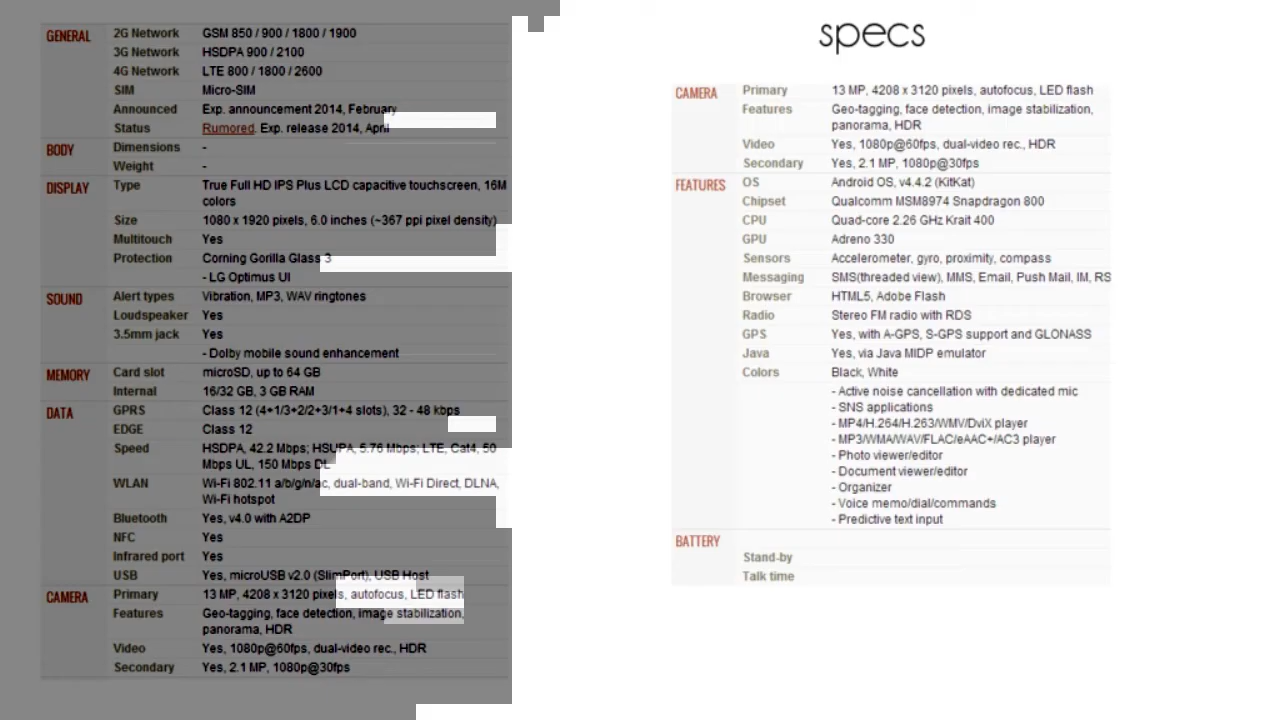 GENERAL 2G Network GSM 850 / 900 / 1800 / 1900
3G Network HSDPA 900 / 2100
4G Network LTE 800 / 1800 / 2600
SIM Micro-SIM
Announced Exp. announcement 2014, February
Status Rumored. Exp. release 2014, April
BODY Dimensions -
Weight -
DISPLAY Type True Full HD IPS Plus LCD capacitive touchscreen, 16M
colors
Size 1080 x 1920 pixels, 6.0 inches (~367 ppi pixel density)
Multitouch Yes
Protection Corning Gorilla Glass 3
- LG Optimus UI
SOUND Alert types Vibration, MP3, WAV ringtones
Loudspeaker Yes
3.5mm jack Yes
- Dolby mobile sound enhancement
MEMORY Card slot microSD, up to 64 GB
Internal 16/32 GB, 3 GB RAM
DATA GPRS Class 12 (4+1/3+2/2+3/1+4 slots), 32 - 48 kbps
EDGE Class 12
Speed HSDPA, 42.2 Mbps; HSUPA, 5.76 Mbps; LTE, Cat4, 50
Mbps UL, 150 Mbps DL
WLAN Wi-Fi 802.11 a/b/g/n/ac, dual-band, Wi-Fi Direct, DLNA,
Wi-Fi hotspot
Bluetooth Yes, v4.0 with A2DP
NFC Yes
Infrared port Yes
USB Yes, microUSB v2.0 (SlimPort), USB Host
CAMERA Primary 13 MP, 4208 x 3120 pixels, autofocus, LED flash
Features Geo-tagging, face detection, image stabilization,
panorama, HDR
Video Yes, 1080p@60fps, dual-video rec., HDR
Secondary Yes, 2.1 MP, 1080p@30fps
specs
CAMERA Primary 13 MP, 4208 x 3120 pixels, autofocus, LED flash
Features Geo-tagging, face detection, image stabilization,
panorama, HDR
Video Yes, 1080p@60fps, dual-video rec., HDR
Secondary Yes, 2.1 MP, 1080p@30fps
FEATURES OS Android OS, v4.4.2 (KitKat)
Chipset Qualcomm MSM8974 Snapdragon 800
CPU Quad-core 2.26 GHz Krait 400
GPU Adreno 330
Sensors Accelerometer, gyro, proximity, compass
Messaging SMS(threaded view), MMS, Email, Push Mail, IM, RS
Browser HTML5, Adobe Flash
Radio Stereo FM radio with RDS
GPS Yes, with A-GPS, S-GPS support and GLONASS
Java Yes, via Java MIDP emulator
Colors Black, White
- Active noise cancellation with dedicated mic
- SNS applications
- MP4/H.264/H.263/WMV/DviX player
- MP3/WMA/WAV/FLAC/eAAC+/AC3 player
- Photo viewer/editor
- Document viewer/editor
- Organizer
- Voice memo/dial/commands
- Predictive text input
BATTERY
Stand-by
Talk time